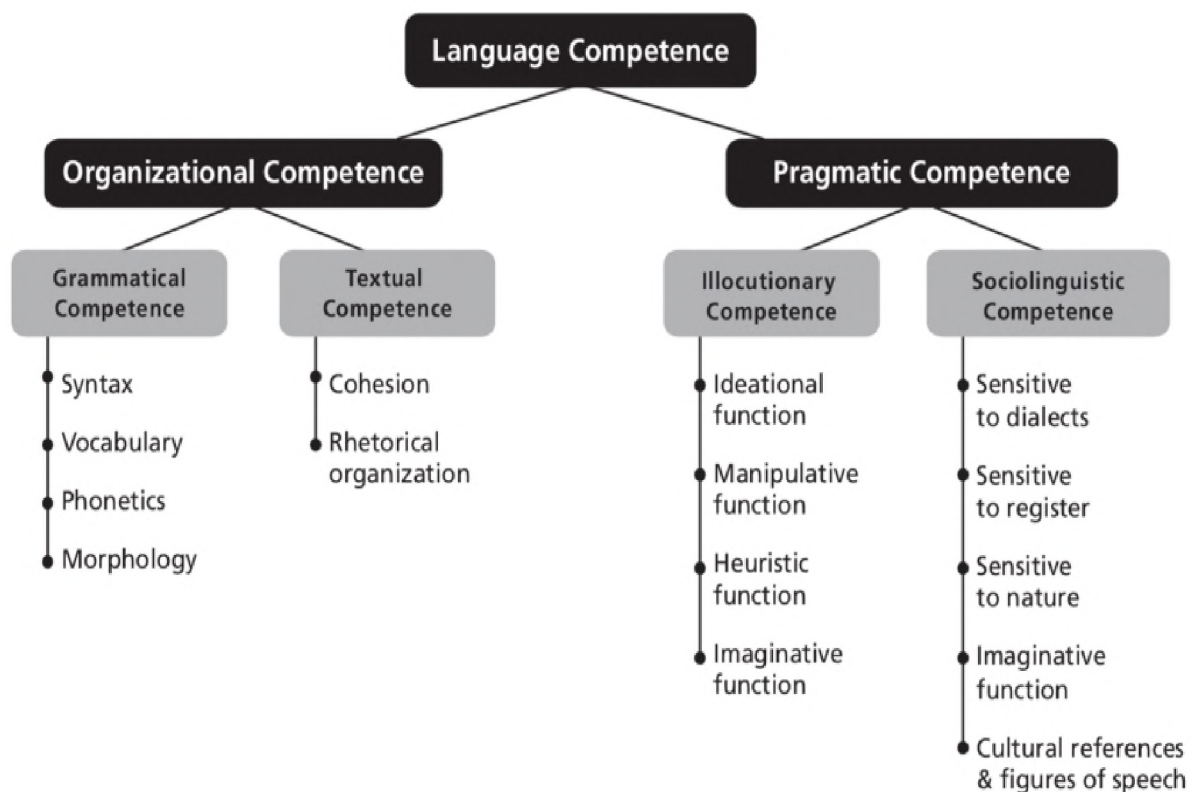 Language Competence
Organizational Competence
Pragmatic Competence
Grammatical
Competence
Textual
Competence
Illocutionary
Competence
Sociolinguistic
Competence
Syntax
Vocabulary
Phonetics
Morphology
Cohesion
Rhetorical
organization
Ideational
function
Manipulative
function
Heuristic
function
Imaginative
function
Sensitive
to dialects
Sensitive
to register
Sensitive
to nature
Imaginative
function
Cultural references
& figures of speech